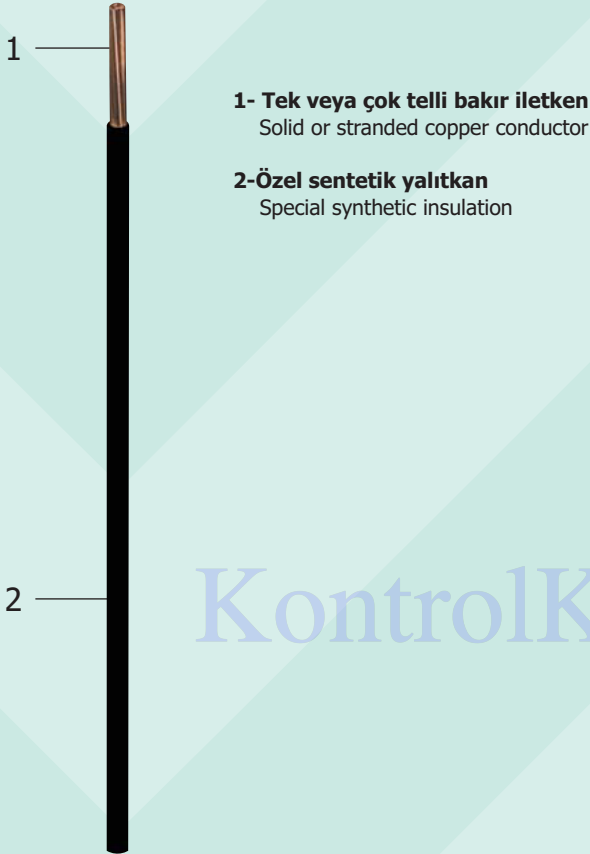 1
1- Tek veya çok telli bakır iletken
Solid or stranded copper conductor
2-Özel sentetik yalıtkan
Special synthetic insulation
2
KontrolK